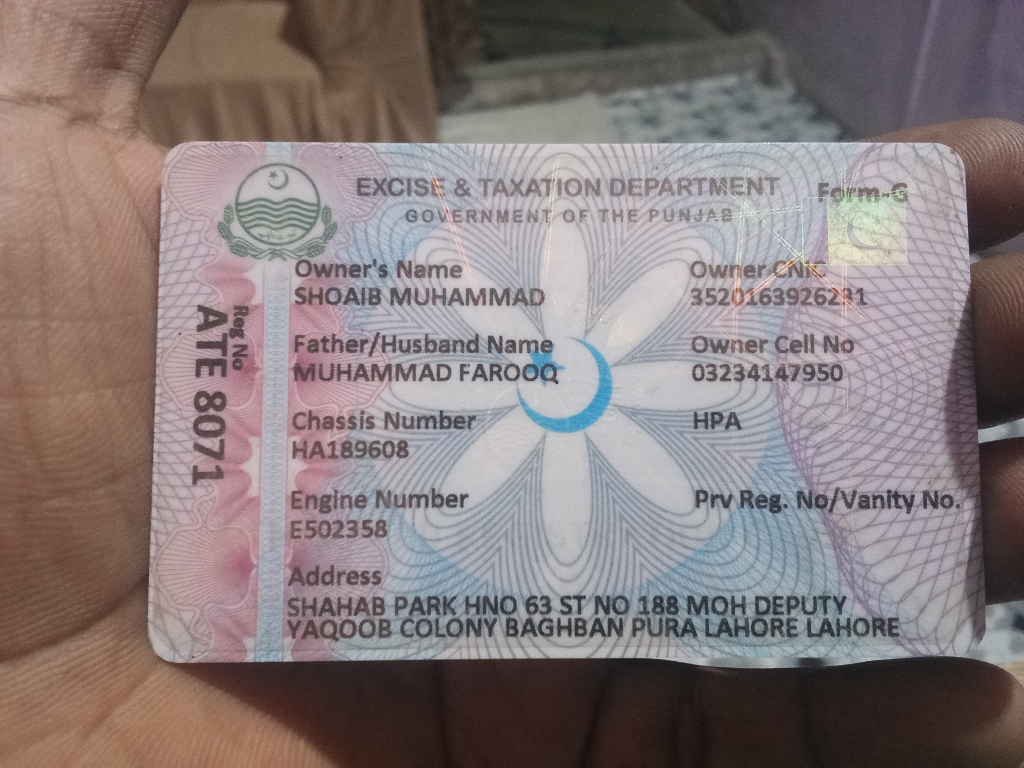 EXCISE & TAXATION DEPARTMENT
Form-G
GOVERNMENT OF THE PUNJAB
Reg No
ATE 8071
Owner's Name
SHOAIB MUHAMMAD
Owner CNIC
3520163926231
Father/Husband Name
MUHAMMAD FAROOQ
Owner Cell No
03234147950
Chassis Number
HA189608
HPA
Engine Number
E502358
Prv Reg. No/Vanity No.
Address
SHAHAB PARK HNO 63 ST NO 188 MOH DEPUTY
YAQOOB COLONY BAGHBAN PURA LAHORE LAHORE